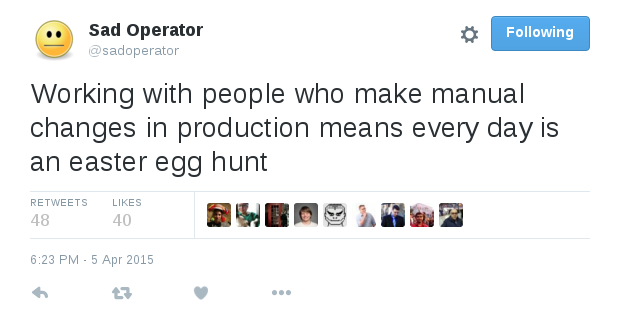 Sad Operator
@sadoperator
Following
Working with people who make manual
changes in production means every day is
an easter egg hunt
RETWEETS
48
LIKES
40
6:23 PM - 5 Apr 2015